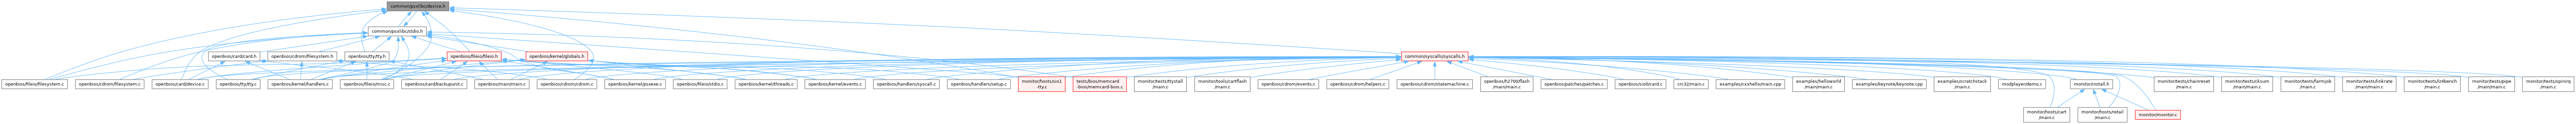 common/psxlibc/device.h
common/psxlibc/stdio.h
openbios/card/card.h
openbios/cdrom/filesystem.h
openbios/tty/tty.h
openbios/fileio/fileio.h
openbios/kernel/globals.h
common/syscalls/syscalls.h
openbios/fileio/filesystem.c
openbios/cdrom/filesystem.c
openbios/card/device.c
openbios/tty/tty.c
openbios/kernel/handlers.c
openbios/fileio/misc.c
openbios/card/backupunit.c
openbios/main/main.c
openbios/cdrom/cdrom.c
openbios/kernel/psxexe.c
openbios/fileio/stdio.c
openbios/kernel/threads.c
openbios/kernel/events.c
openbios/handlers/syscall.c
openbios/handlers/setup.c
monitor/hosts/sio1
-tty.c
tests/bios/memcard
-bios/memcard-bios.c
monitor/tests/ttystall
/main.c
monitor/tools/cartflash
/main.c
openbios/cdrom/events.c
openbios/cdrom/helpers.c
openbios/cdrom/statemachine.c
openbios/h2700/flash
/main/main.c
openbios/patches/patches.c
openbios/sio0/card.c
crc32/main.c
examples/cxxhello/main.cpp
examples/helloworld
/main/main.c
examples/keynote/keynote.cpp
examples/scratchstack
/main.c
modplayer/demo.c
monitor/install.h
monitor/tests/chainreset
/main.c
monitor/tests/cksum
/main/main.c
monitor/tests/farmjob
/main/main.c
monitor/tests/linkrate
/main/main.c
monitor/tests/lz4bench
/main/main.c
monitor/tests/pipe
/main/main.c
monitor/tests/spinirq
/main.c
monitor/hosts/cart
/main.c
monitor/hosts/retail
/main.c
monitor/monitor.c